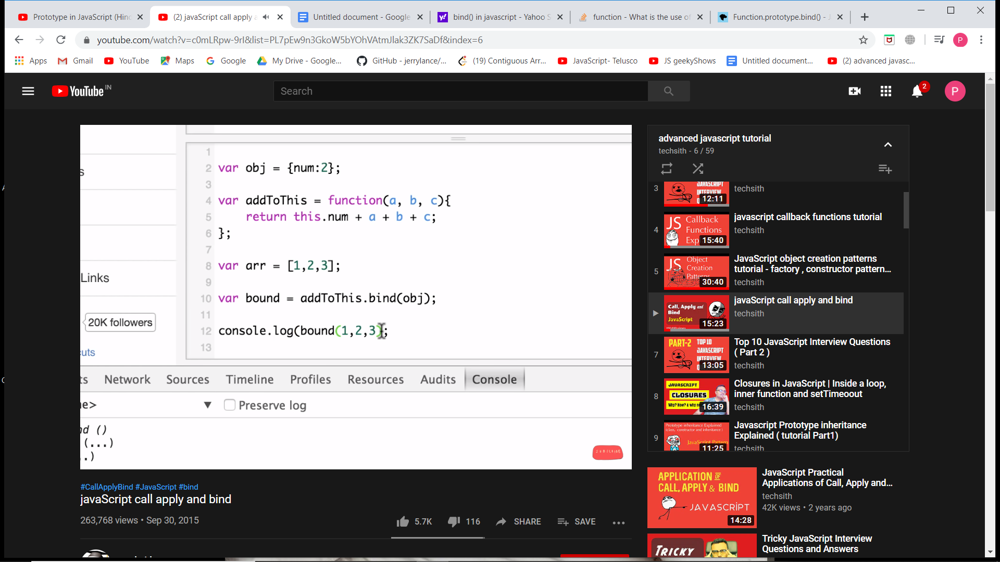 Prototype in JavaScript (Hind
(2) javaScript call apply a
Untitled document - Google
bind() in javascript - Yahoo S
function - What is the use of
Function.prototype.bind() - J
youtube.com/watch?v=c0mLRpw-9rI&list=PL7pEw9n3GkoW5bYOhVAtmJlak3ZK7SaDf&index=6
P
Apps
Gmail
YouTube
Maps
Google
My Drive - Google...
GitHub - jerrylance/...
(19) Contiguous Arr...
JavaScript- Telusco
JS geekyShows
Untitled document...
(2) advanced javasc...
YouTube IN
Search
2
P
s
Links
20K followers
uts
1
2 var obj = {num:2};
3
4 var addToThis = function(a, b, c){
5 return this.num + a + b + c;
6 };
7
8 var arr = [1,2,3];
9
10 var bound = addToThis.bind(obj);
11
12 console.log(bound(1,2,3);
13
ts Network Sources Timeline Profiles Resources Audits Console
e> ▼ Preserve log
nd ()
(...)
.)
SUBSCRIBE
#CallApplyBind #JavaScript #bind
javaScript call apply and bind
263,768 views • Sep 30, 2015
5.7K
116
SHARE
SAVE
advanced javascript tutorial
techsith - 6 / 59
3
JAVASCRIPT
INTERVIEW
12:11
techsith
4
JS Callback
Functions
Exp
15:40
javascript callback functions tutorial
techsith
5
JS Object
Creation
Patterns
30:40
JavaScript object creation patterns
tutorial - factory , constructor pattern...
techsith
Call, Apply and
Bind
JavaScript
15:23
javaScript call apply and bind
techsith
7
PART-2 TOP 10
JAVASCRIPT
INTERVIEW
13:05
Top 10 JavaScript Interview Questions
( Part 2 )
techsith
8
JAVASCRIPT
CLOSURES
Why? How? & why no
16:39
Closures in JavaScript | Inside a loop,
inner function and setTimeoout
techsith
9
Prototype inheritance Explained
(class, constructor and inheritance )
JavaScript Pattern
11:25
Javascript Prototype inheritance
Explained ( tutorial Part1)
techsith
APPLICATION OF
CALL, APPLY & BIND
JAVASCRIPT
14:28
JavaScript Practical
Applications of Call, Apply and...
techsith
42K views • 2 years ago
TRICKY
Tricky JavaScript Interview
Questions and Answers